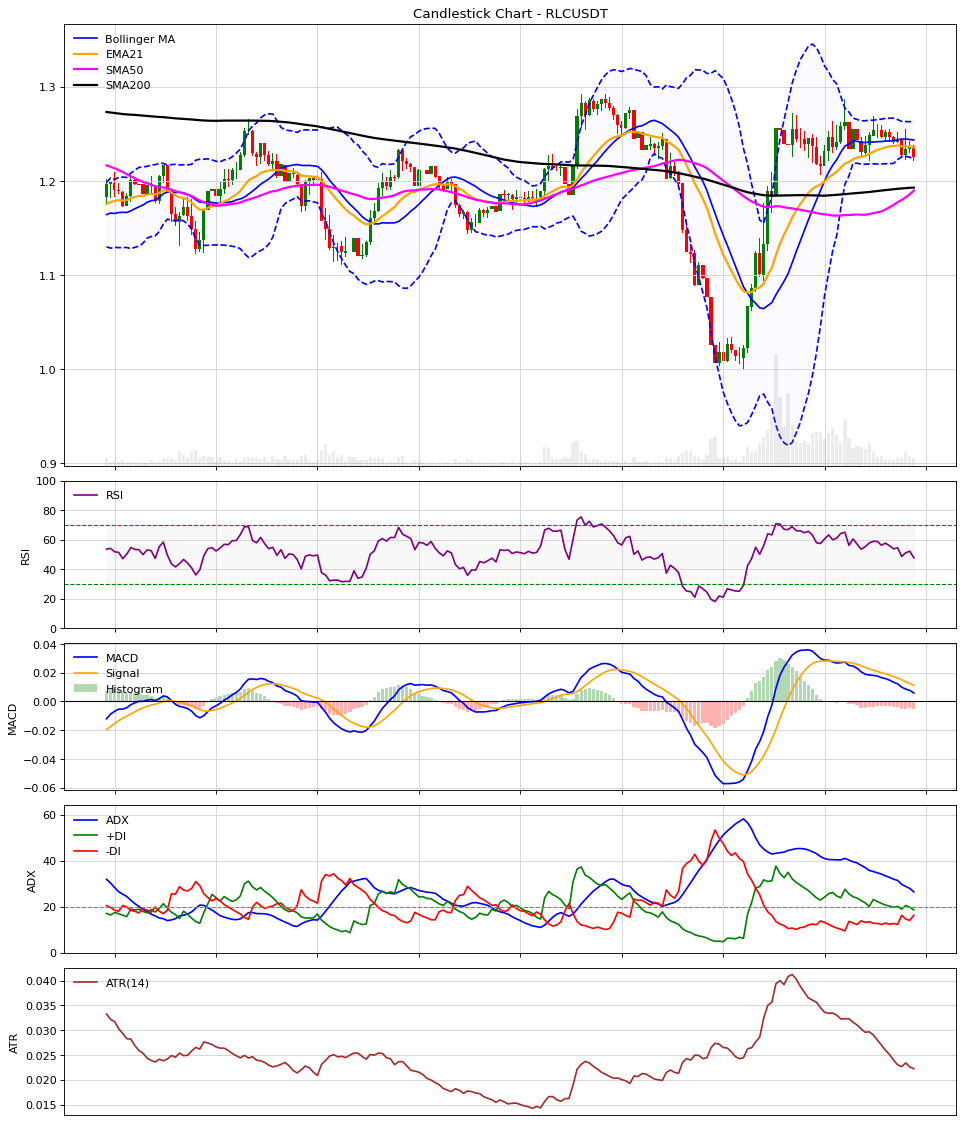 Candlestick Chart - RLCUSDT
Bollinger MA
EMA21
SMA50
SMA200
1.3
1.2
1.1
1.0
0.9
RSI
100
80
60
40
20
0
RSI
MACD
Signal
Histogram
0.04
0.02
0.00
−0.02
−0.04
−0.06
MACD
ADX
+DI
-DI
60
40
20
0
ADX
ATR(14)
0.040
0.035
0.030
0.025
0.020
0.015
ATR